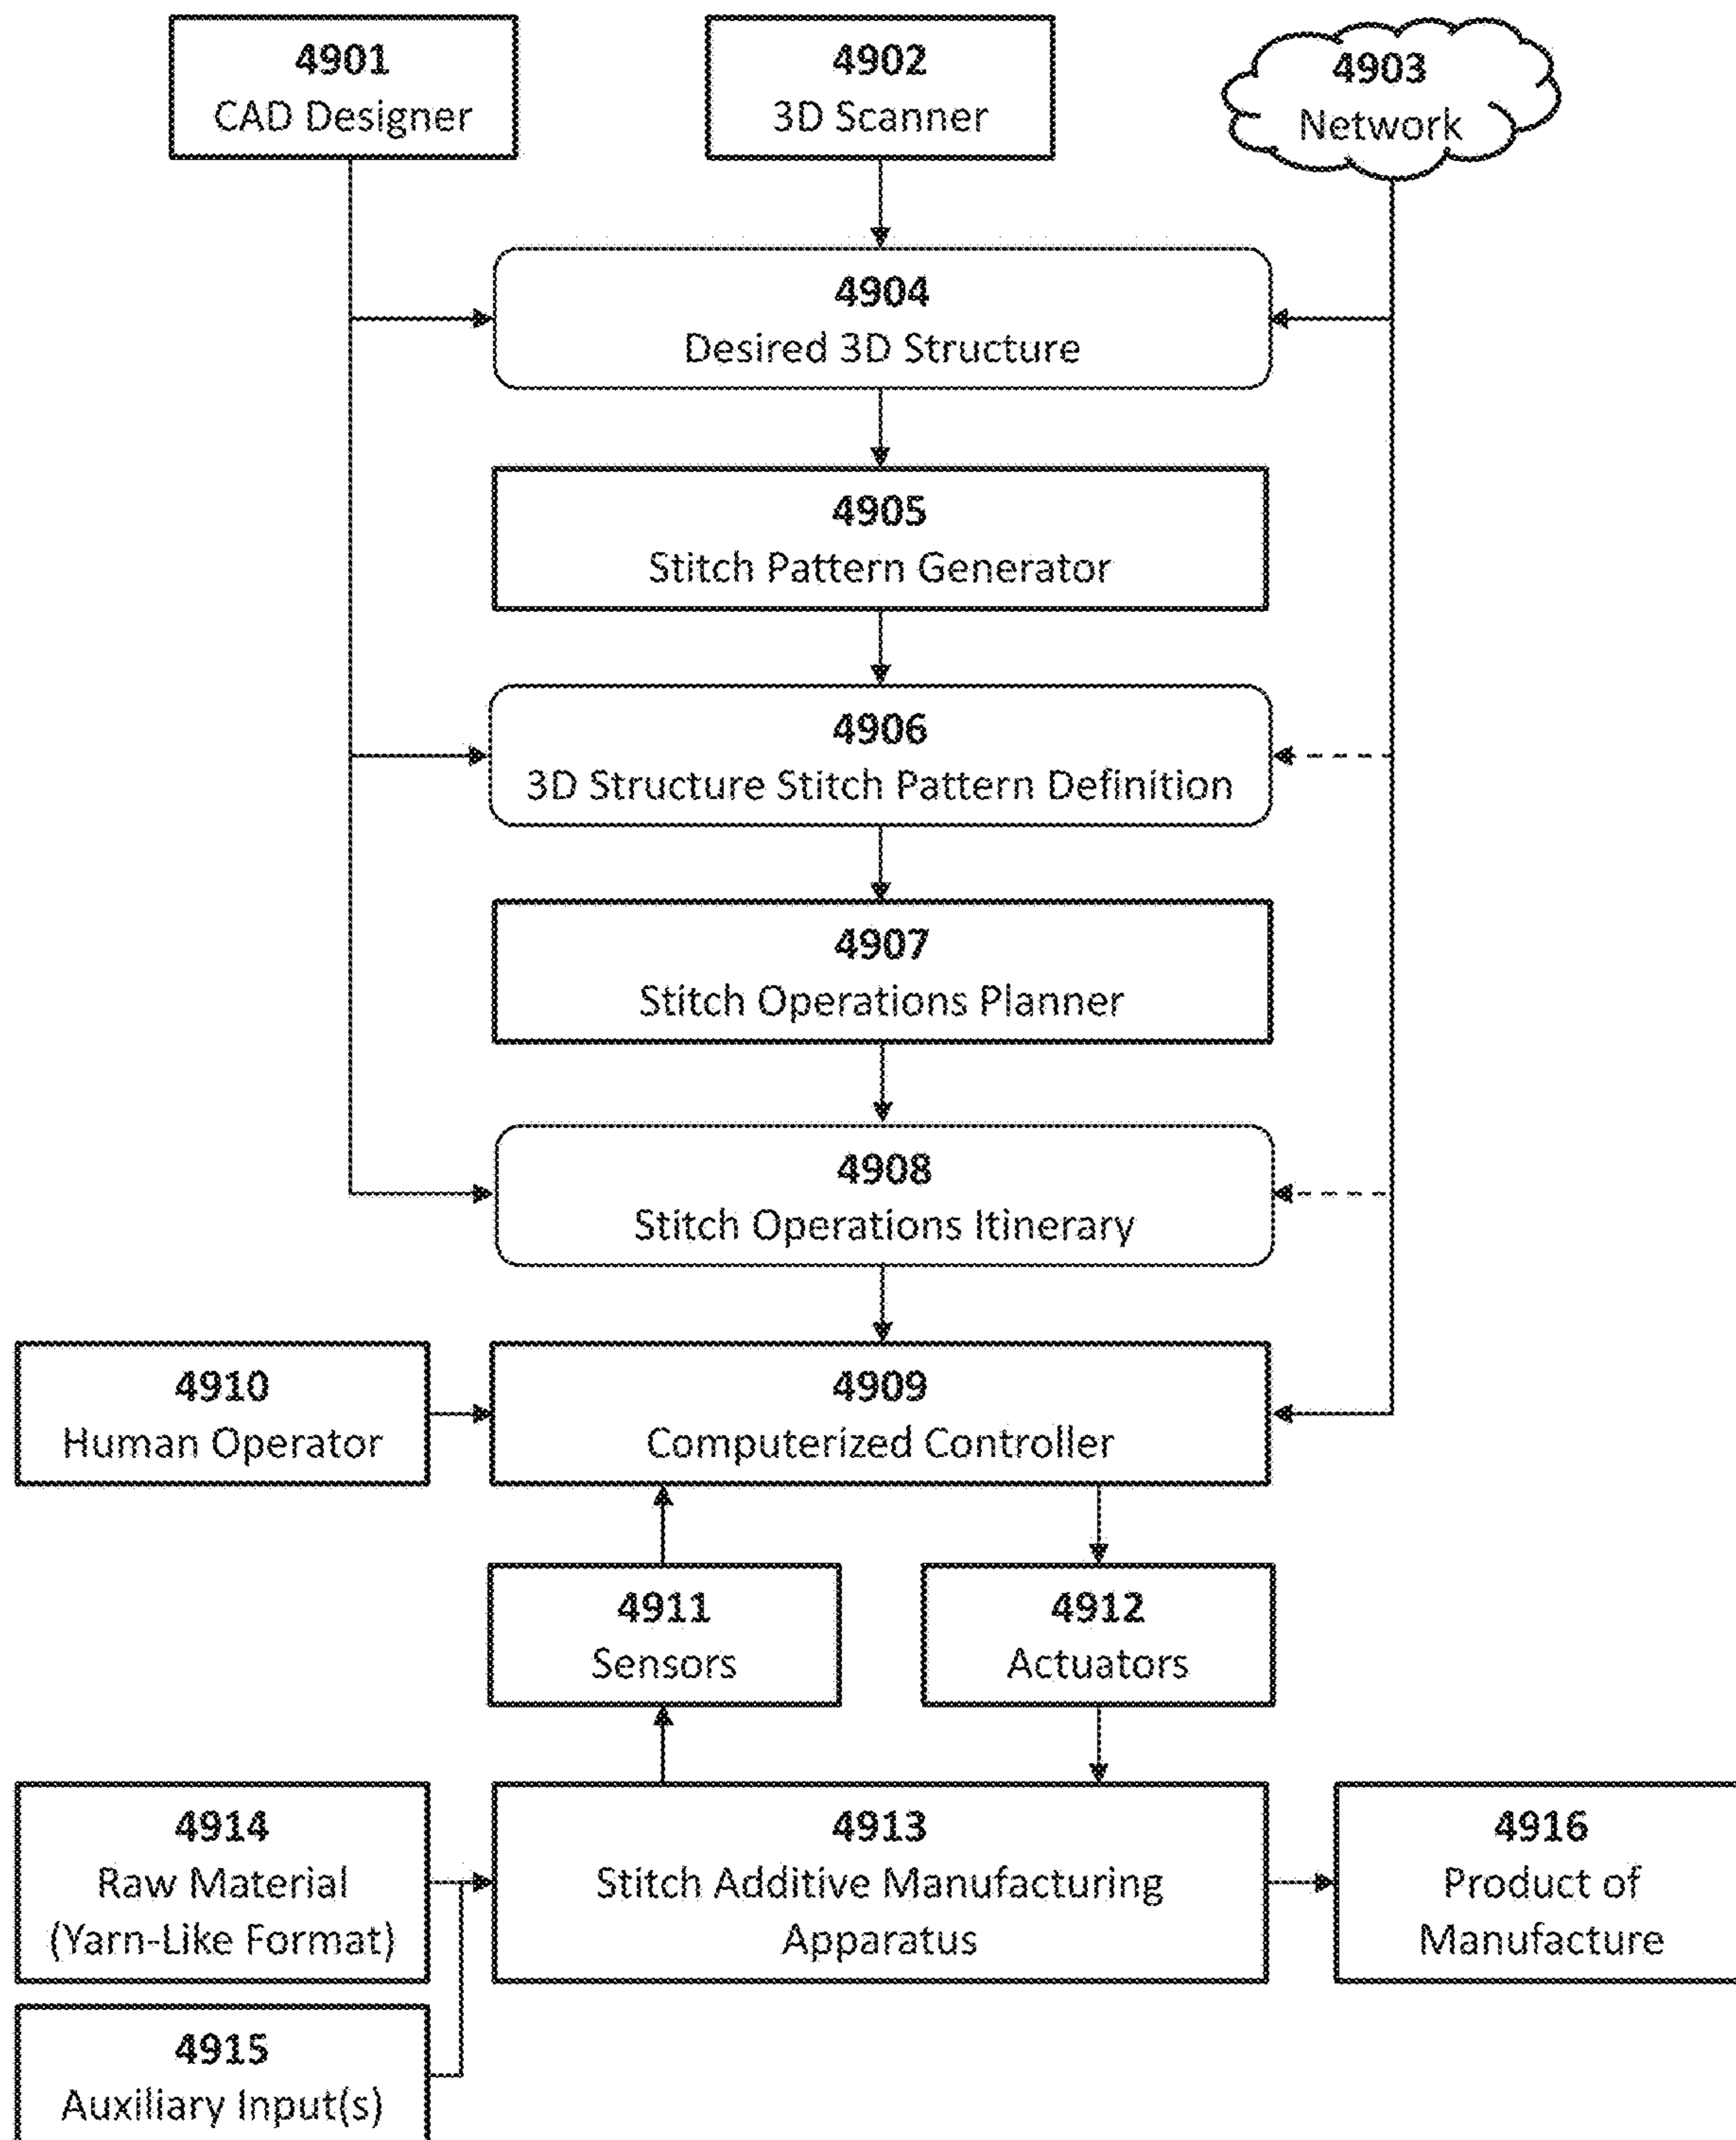 4901
CAD Designer
4902
3D Scanner
4903
Network
4904
Desired 3D Structure
4905
Stitch Pattern Generator
4906
3D Structure Stitch Pattern Definition
4907
Stitch Operations Planner
4908
Stitch Operations Itinerary
4910
Human Operator
4909
Computerized Controller
4911
Sensors
4912
Actuators
4914
Raw Material
(Yarn-Like Format)
4913
Stitch Additive Manufacturing
Apparatus
4916
Product of
Manufacture
4915
Auxiliary Input(s)